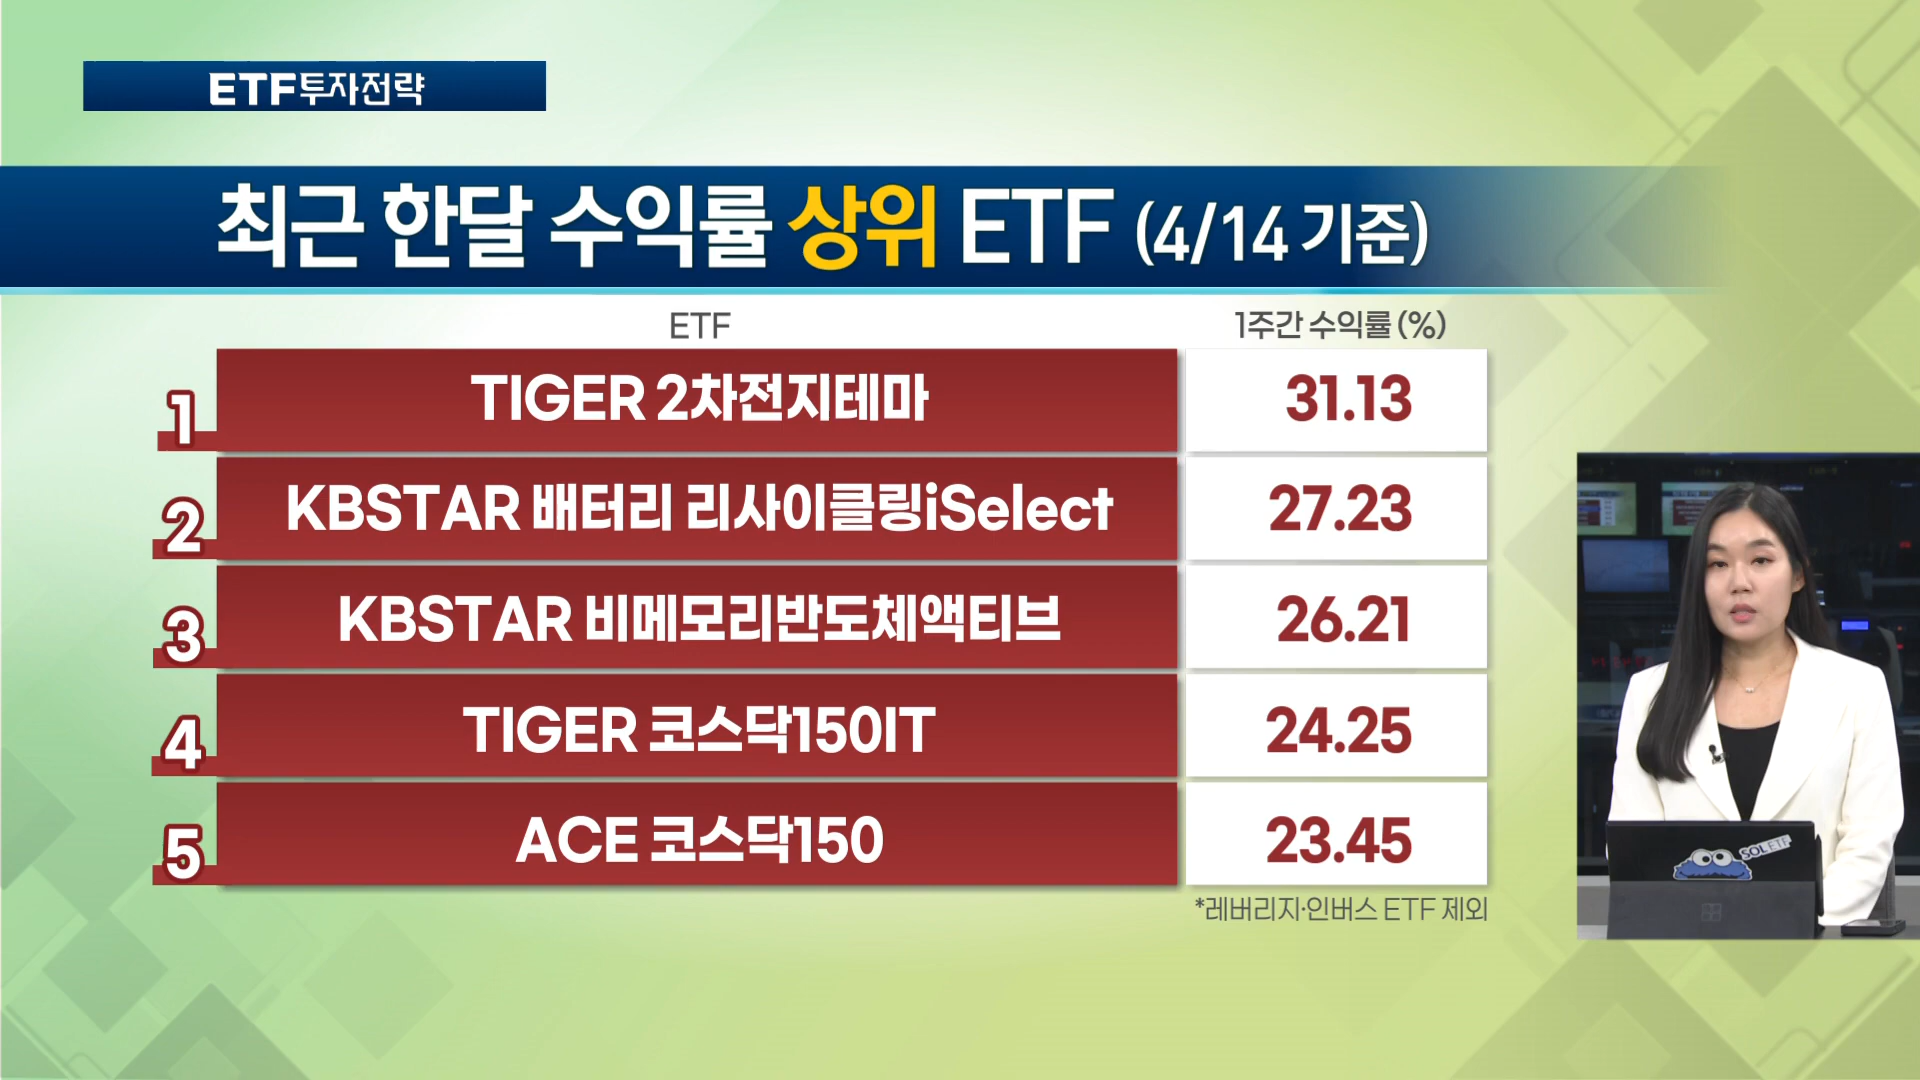 ETF투자전략
최근 한달 수익률 상위 ETF (4/14 기준)
ETF 1주간 수익률 (%)
1 TIGER 2차전지테마 31.13
2 KBSTAR 배터리 리사이클링iSelect 27.23
3 KBSTAR 비메모리반도체액티브 26.21
4 TIGER 코스닥150IT 24.25
5 ACE 코스닥150 23.45
*레버리지·인버스 ETF 제외
SOL ETF